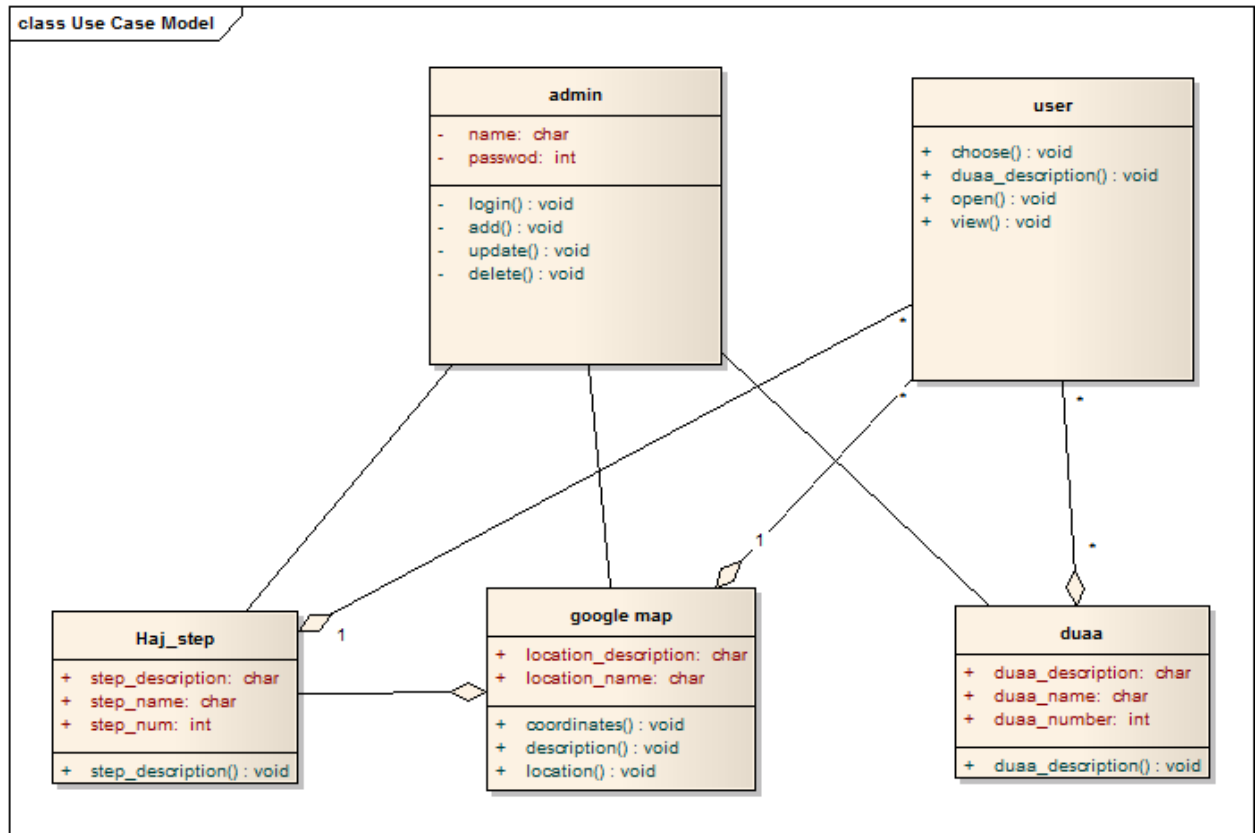 class Use Case Model
admin
- name: char
- passwod: int
- login() : void
- add() : void
- update() : void
- delete() : void
user
+ choose() : void
+ duaa_description() : void
+ open() : void
+ view() : void
*
*
*
1
1
*
Haj_step
+ step_description: char
+ step_name: char
+ step_num: int
+ step_description() : void
google map
+ location_description: char
+ location_name: char
+ coordinates() : void
+ description() : void
+ location() : void
duaa
+ duaa_description: char
+ duaa_name: char
+ duaa_number: int
+ duaa_description() : void